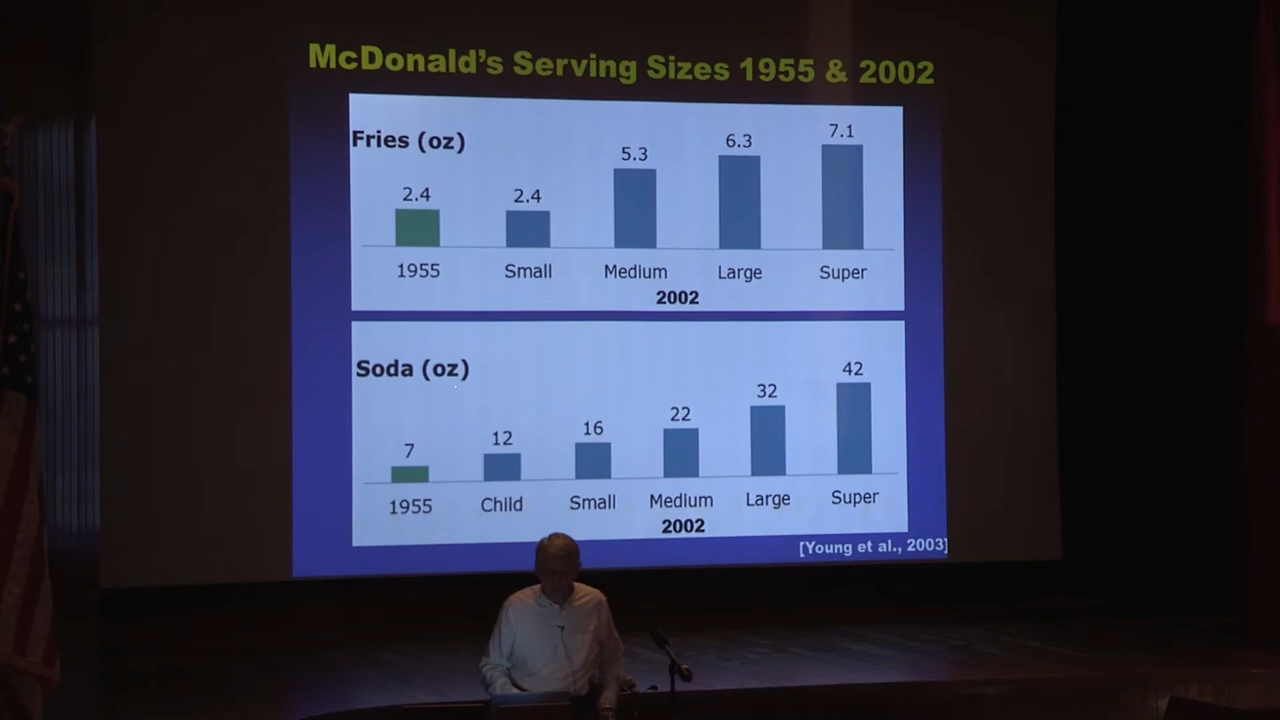 McDonald's Serving Sizes 1955 & 2002
Fries (oz)
2.4 2.4 5.3 6.3 7.1
1955 Small Medium Large Super
2002
Soda (oz)
7 12 16 22 32 42
1955 Child Small Medium Large Super
2002
[Young et al., 2003]